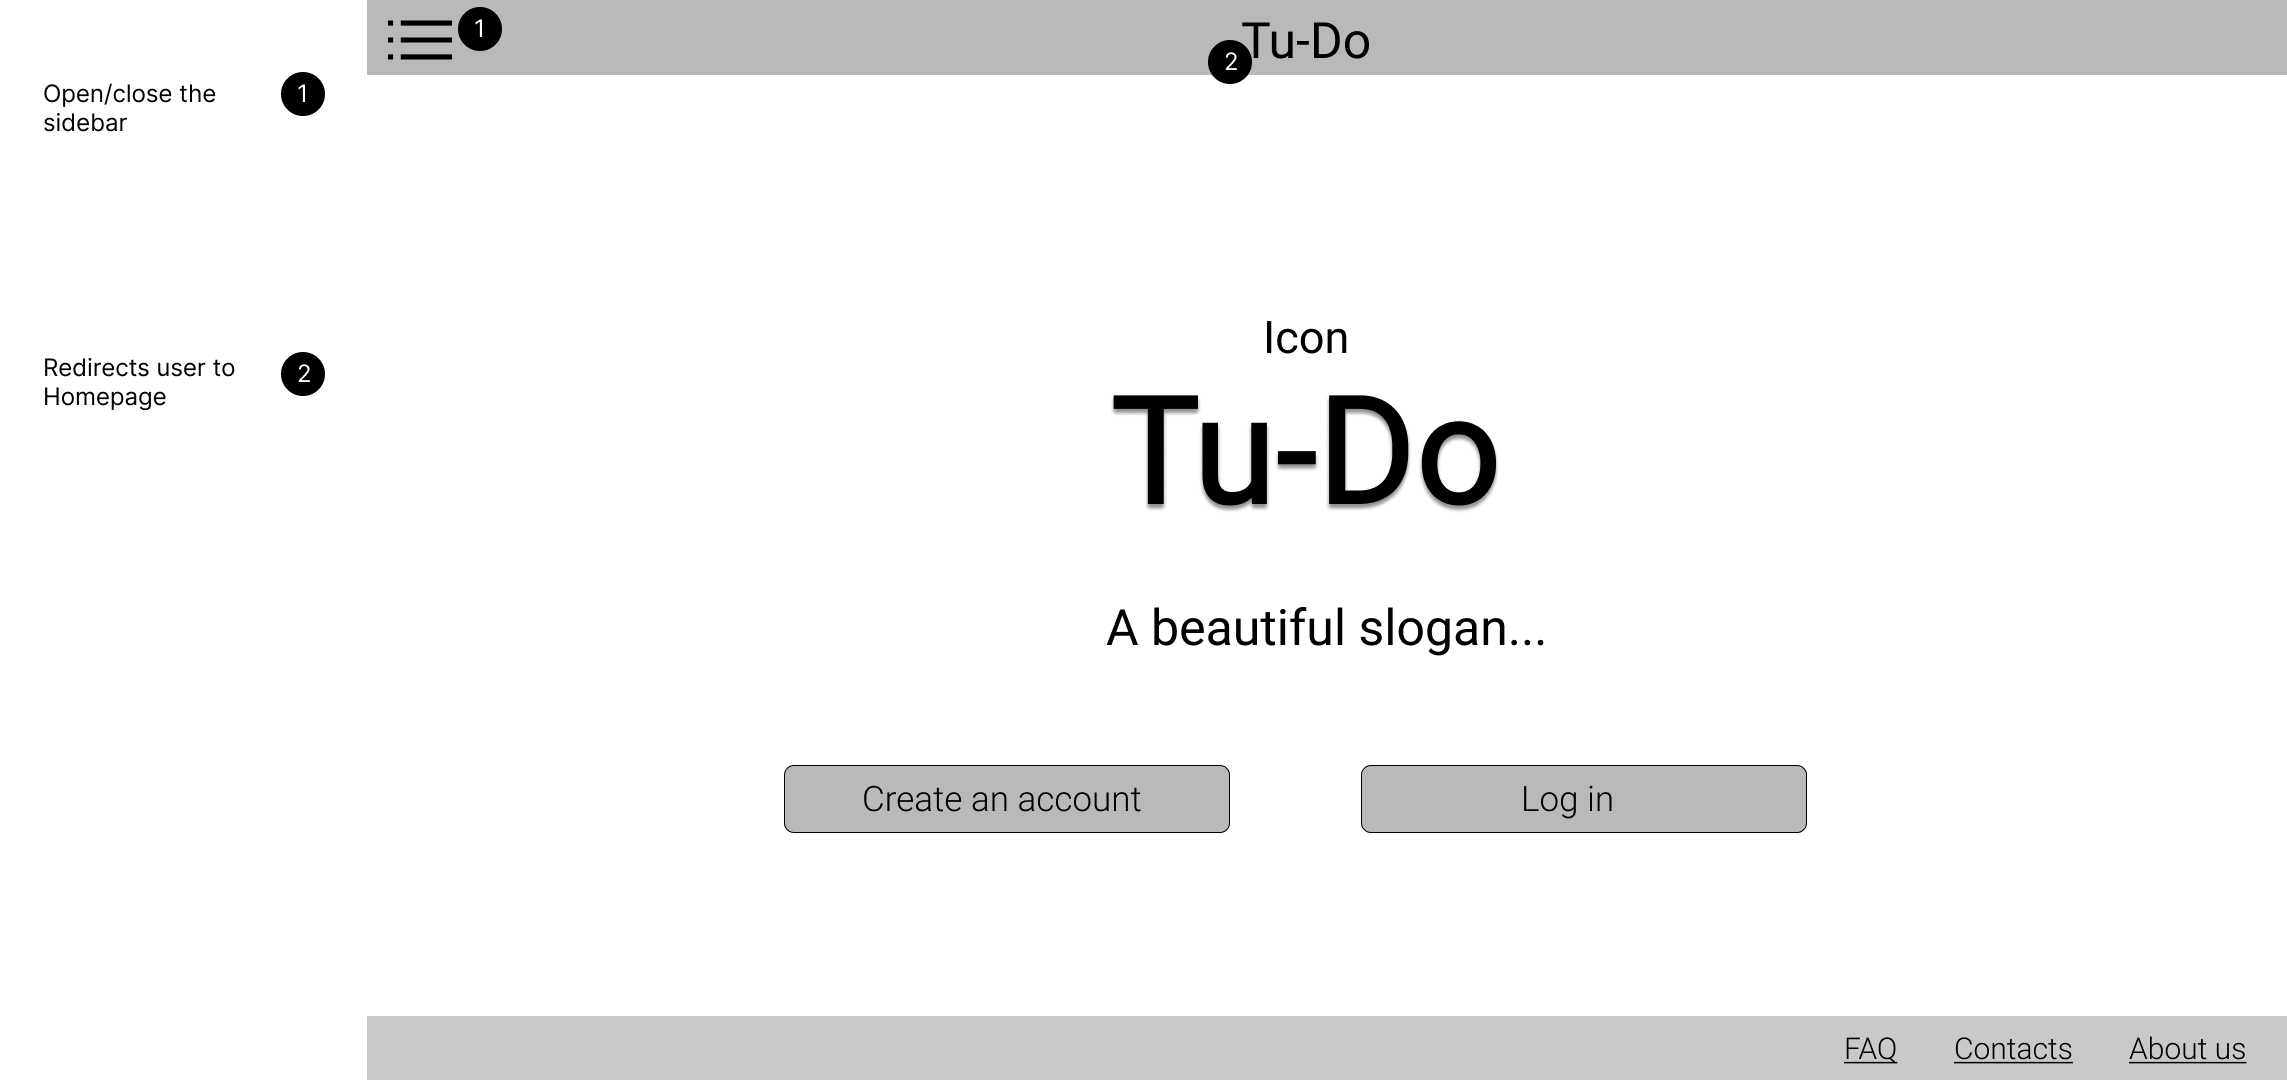 1
Tu-Do
2
Open/close the
sidebar
1
Redirects user to
Homepage
2
Icon
Tu-Do
A beautiful slogan...
Create an account
Log in
FAQ
Contacts
About us